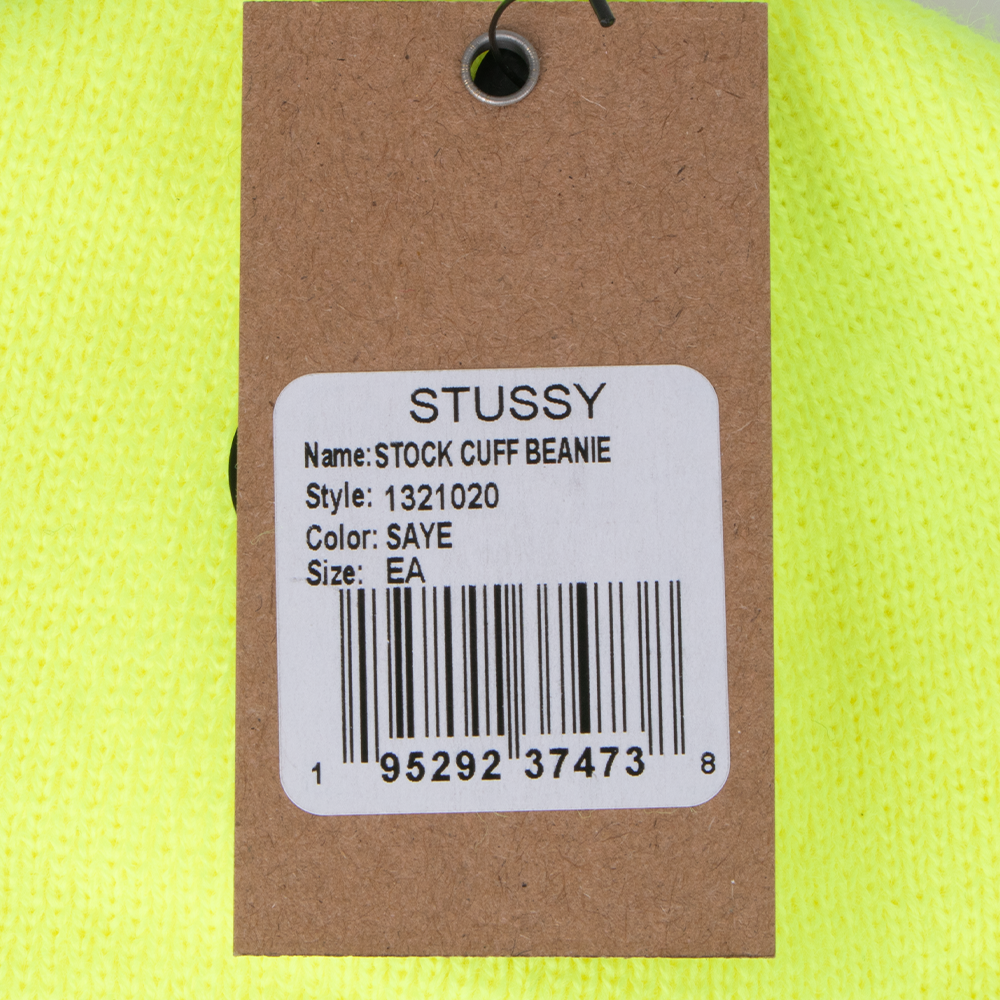 STUSSY
Name: STOCK CUFF BEANIE
Style: 1321020
Color: SAYE
Size: EA
1 95292 37473 8